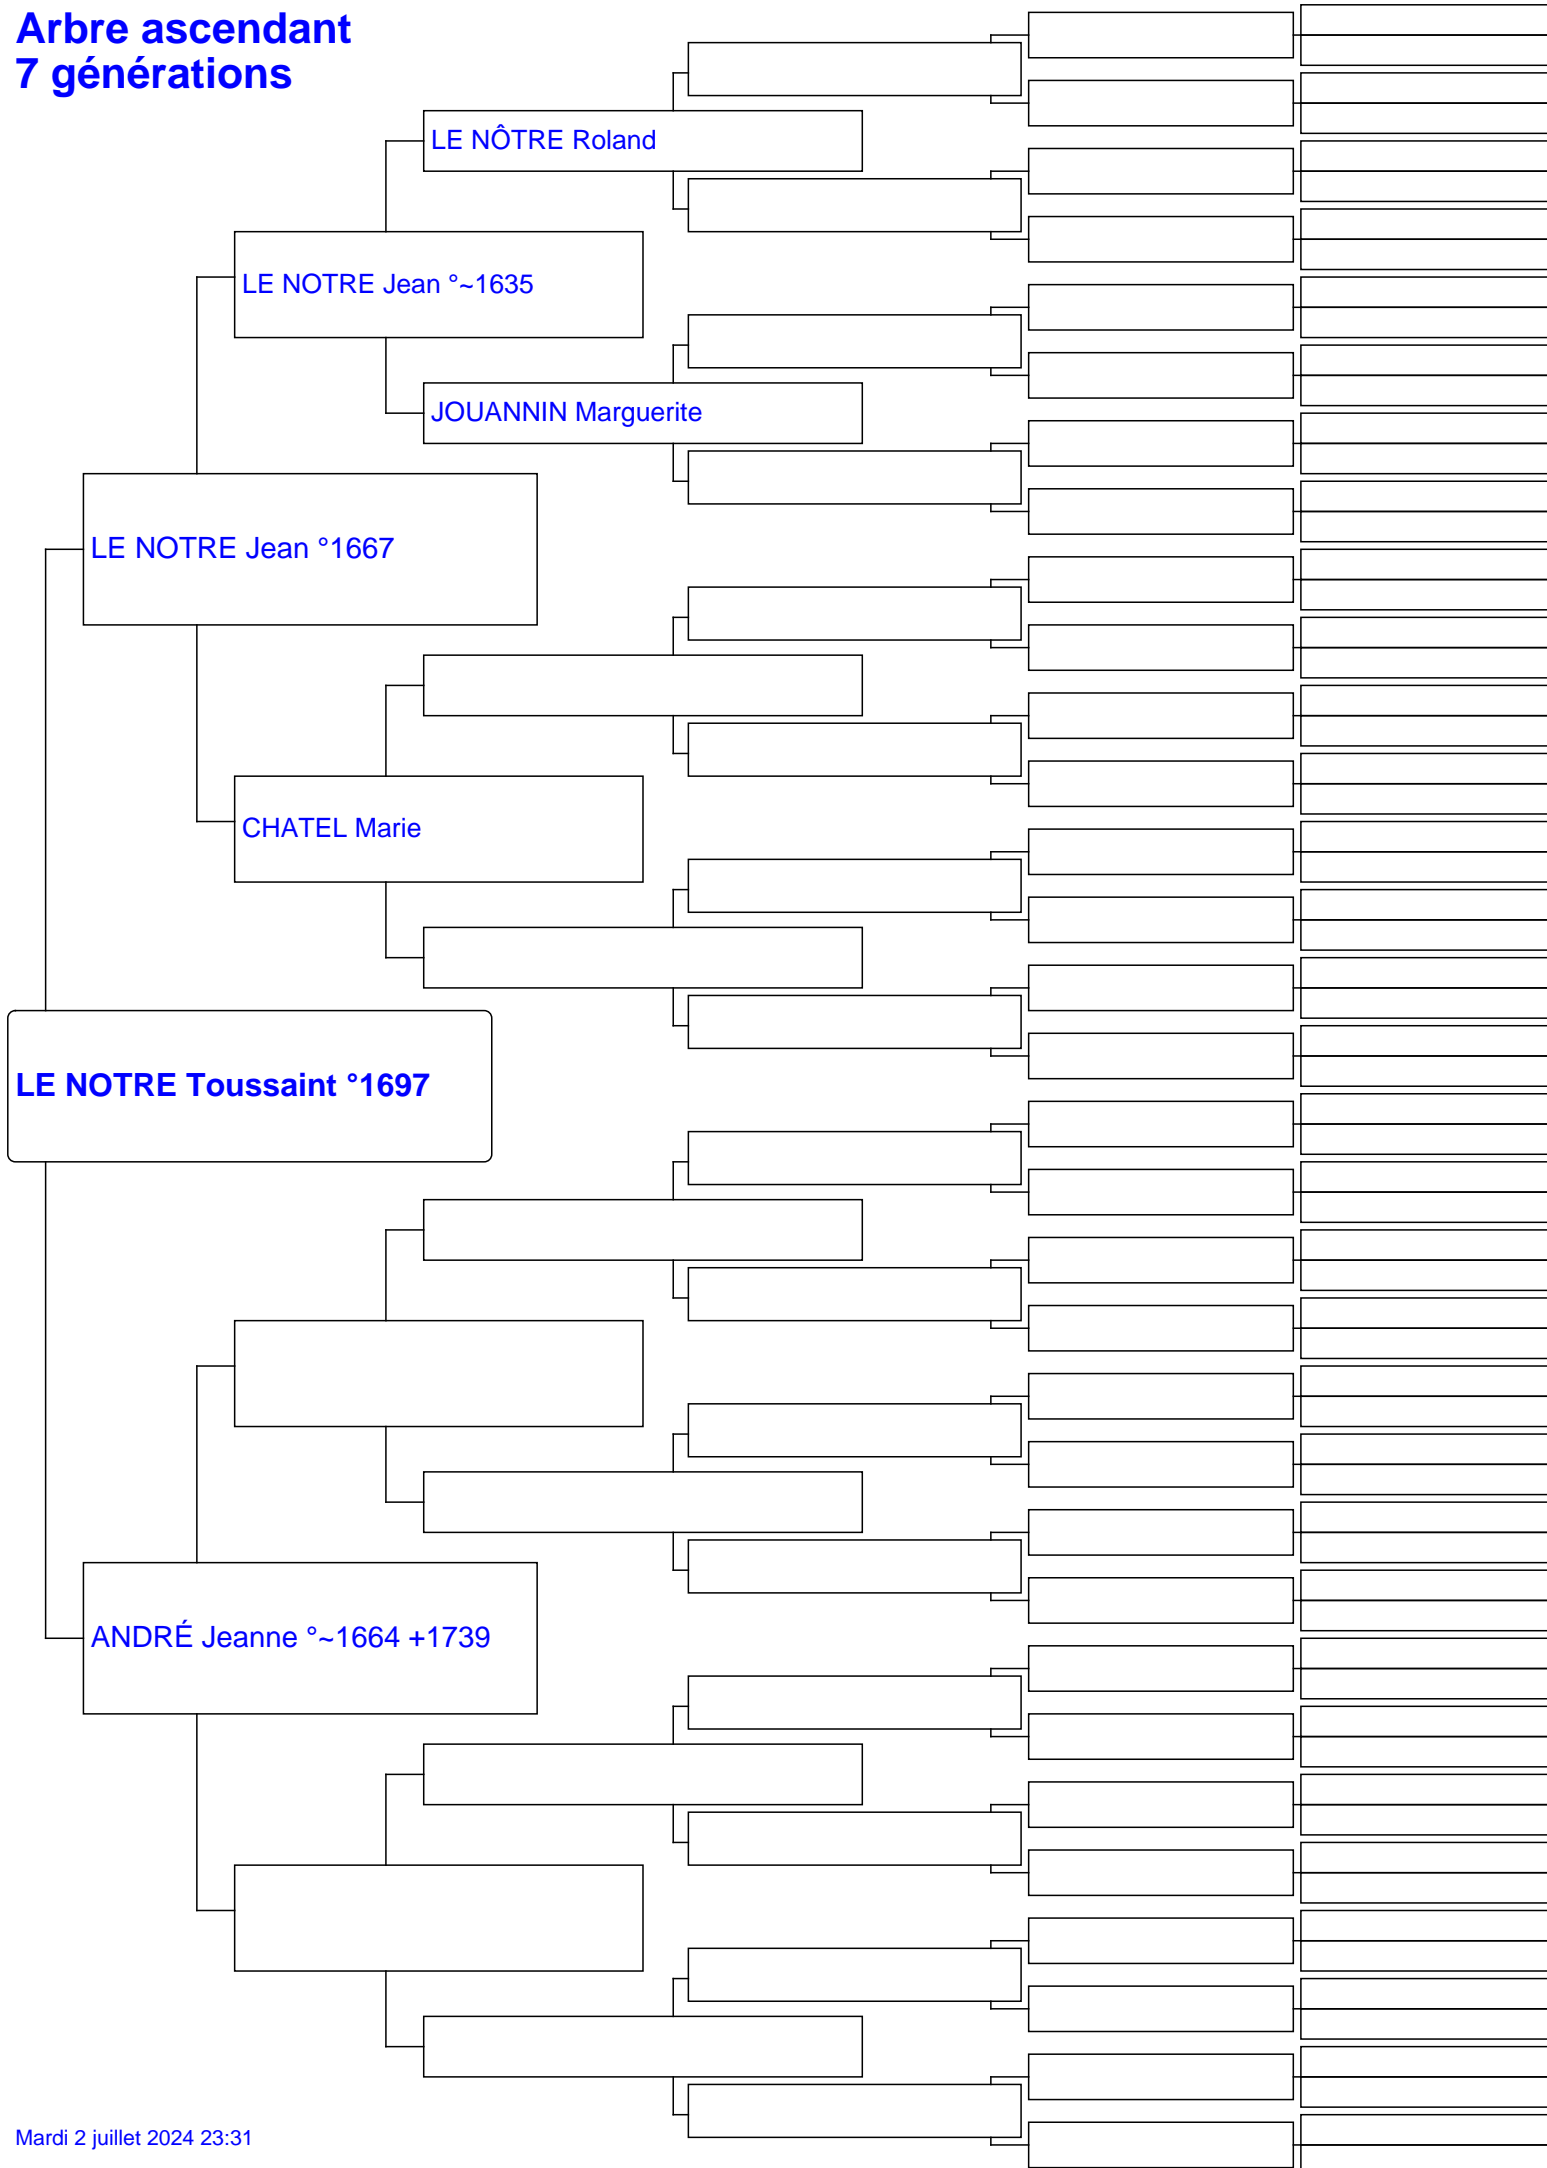 Arbre ascendant
7 générations
LE NÔTRE Roland
LE NOTRE Jean °~1635
JOUANNIN Marguerite
LE NOTRE Jean °1667
CHATEL Marie
LE NOTRE Toussaint °1697
ANDRÉ Jeanne °~1664 +1739
Mardi 2 juillet 2024 23:31